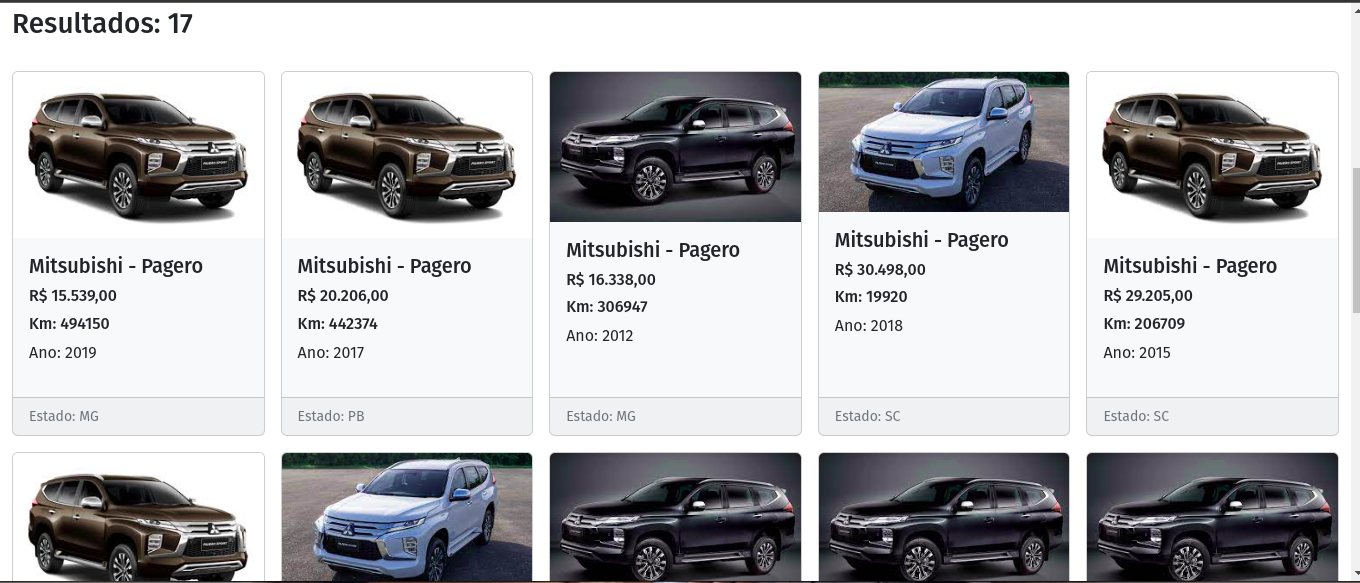 Resultados: 17
Mitsubishi - Pagero
R$ 15.539,00
Km: 494150
Ano: 2019
Estado: MG
Mitsubishi - Pagero
R$ 20.206,00
Km: 442374
Ano: 2017
Estado: PB
Mitsubishi - Pagero
R$ 16.338,00
Km: 306947
Ano: 2012
Estado: MG
Mitsubishi - Pagero
R$ 30.498,00
Km: 19920
Ano: 2018
Estado: SC
Mitsubishi - Pagero
R$ 29.205,00
Km: 206709
Ano: 2015
Estado: SC